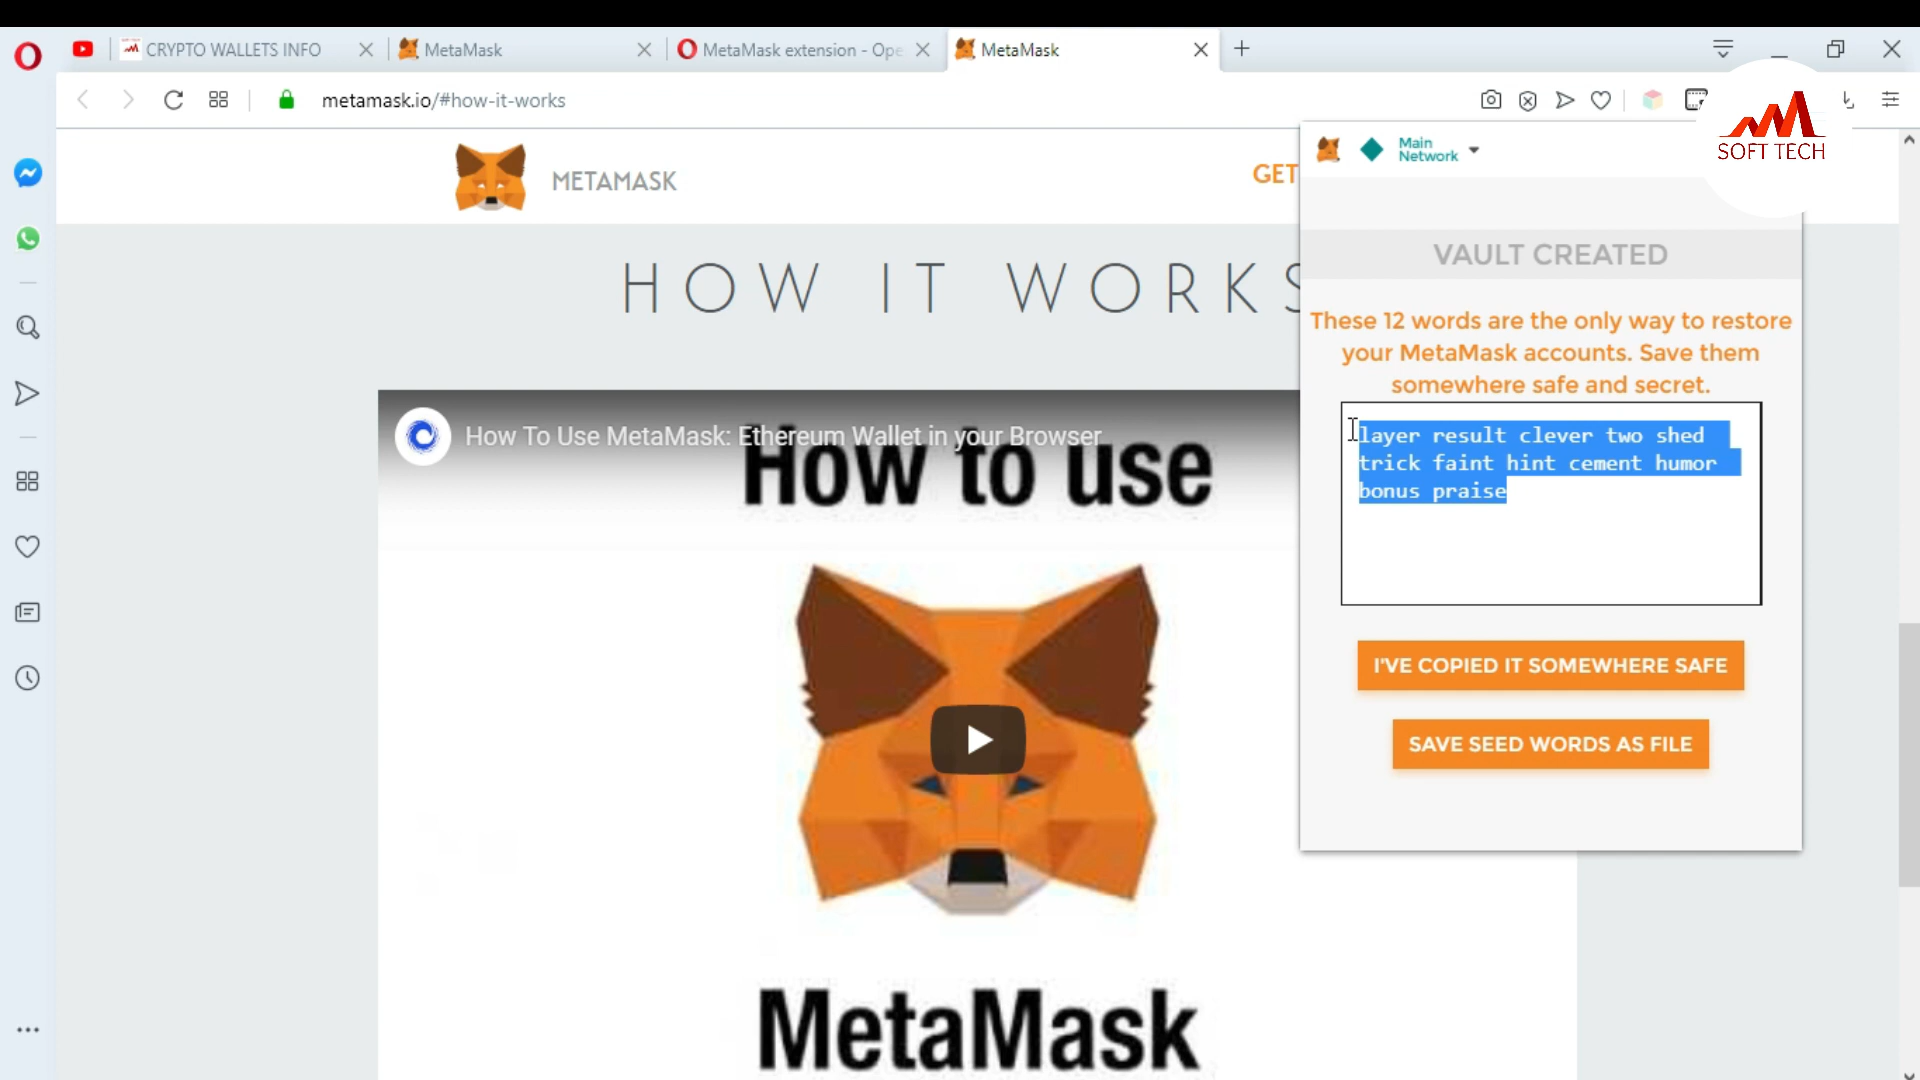 CRYPTO WALLETS INFO
MetaMask
MetaMask extension - Ope
MetaMask
metamask.io/#how-it-works
SOFT TECH
Main
Network
METAMASK
GET
HOW IT WORKS
VAULT CREATED
These 12 words are the only way to restore
your MetaMask accounts. Save them
somewhere safe and secret.
layer result clever two shed
trick faint hint cement humor
bonus praise
I'VE COPIED IT SOMEWHERE SAFE
SAVE SEED WORDS AS FILE
How To Use MetaMask: Ethereum Wallet in your Browser
How to use
MetaMask